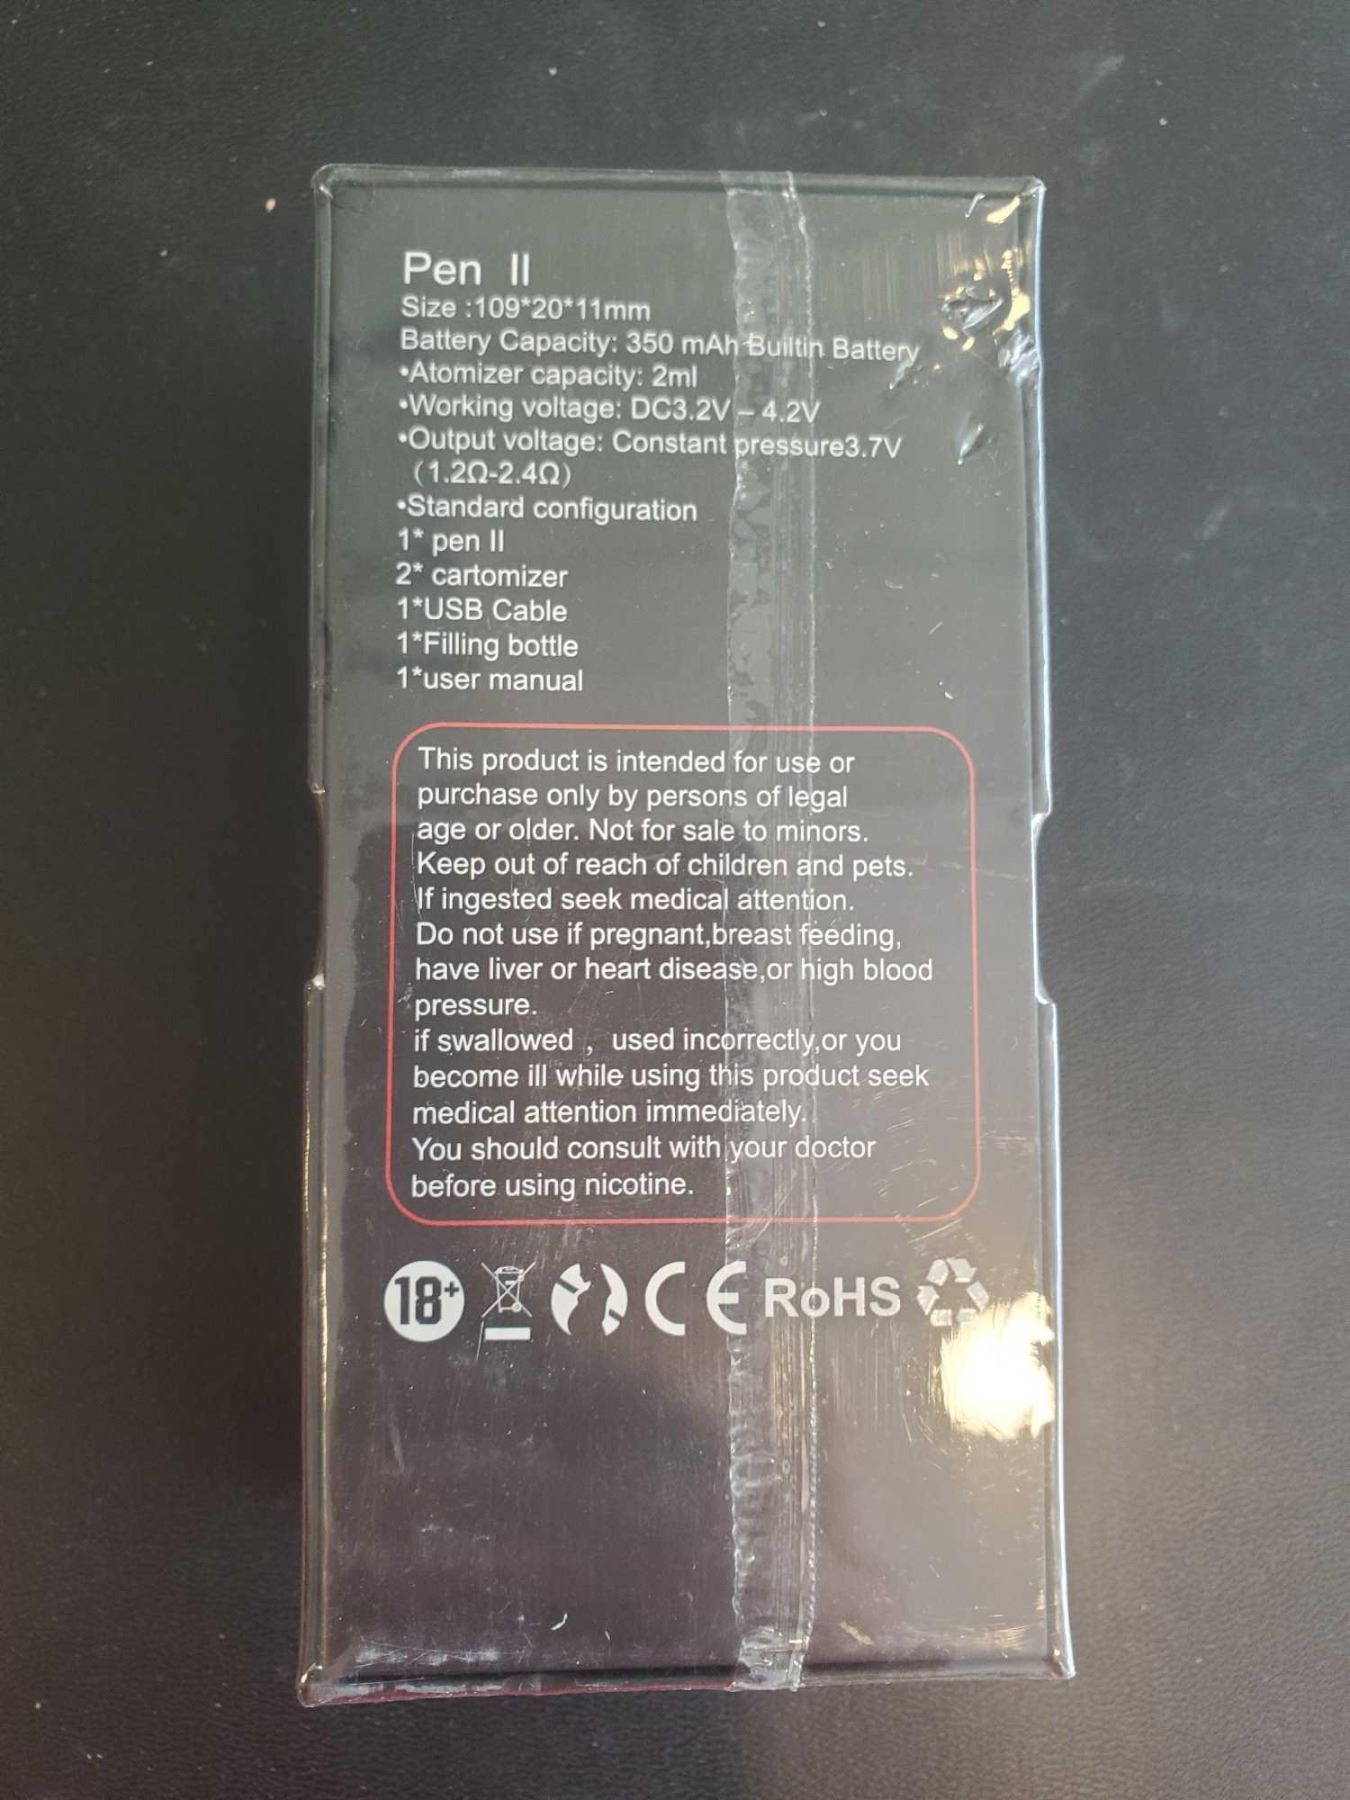 Pen II
Size :109*20*11mm
Battery Capacity: 350 mAh Builtin Battery
•Atomizer capacity: 2ml
•Working voltage: DC3.2V – 4.2V
•Output voltage: Constant pressure3.7V
（1.2Ω-2.4Ω）
•Standard configuration
1* pen II
2* cartomizer
1*USB Cable
1*Filling bottle
1*user manual
This product is intended for use or
purchase only by persons of legal
age or older. Not for sale to minors.
Keep out of reach of children and pets.
If ingested seek medical attention.
Do not use if pregnant,breast feeding,
have liver or heart disease,or high blood
pressure.
if swallowed ，used incorrectly,or you
become ill while using this product seek
medical attention immediately.
You should consult with your doctor
before using nicotine.
18+ CE RoHS